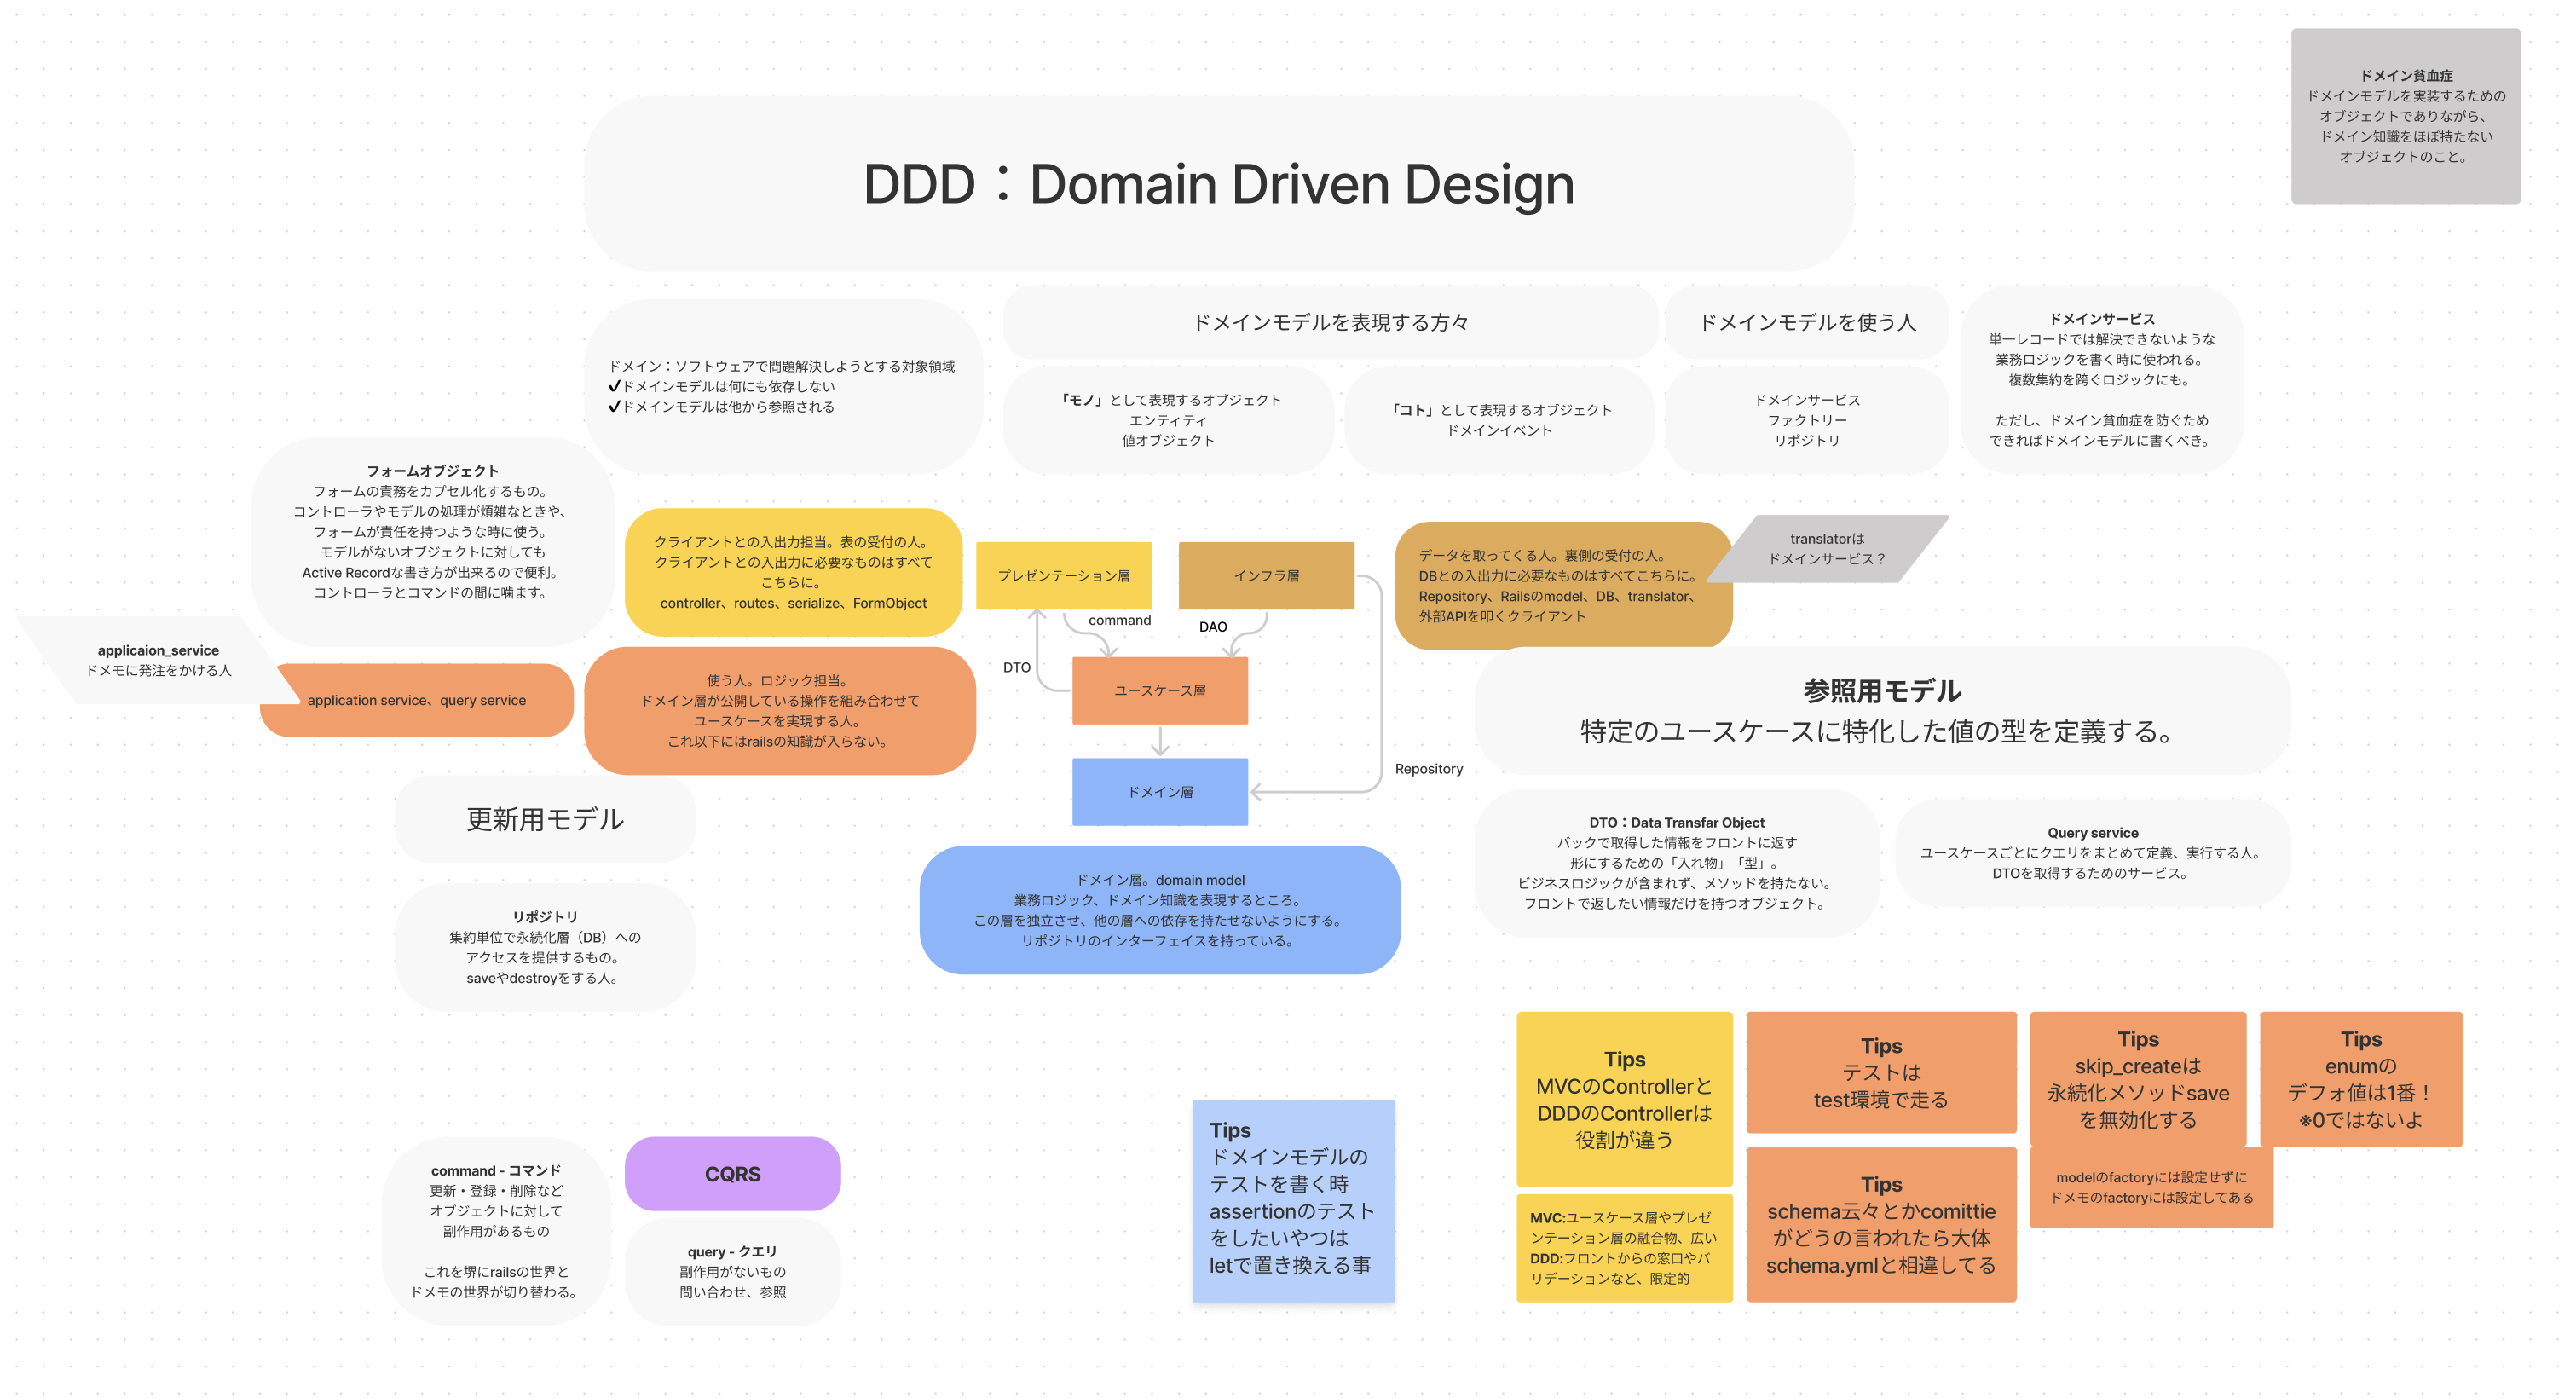 ドメイン貧血症
ドメインモデルを実装するための
オブジェクトでありながら、
ドメイン知識をほぼ持たない
オブジェクトのこと。
DDD：Domain Driven Design
ドメイン：ソフトウェアで問題解決しようとする対象領域
✔ドメインモデルは何にも依存しない
✔ドメインモデルは他から参照される
ドメインモデルを表現する方々
「モノ」として表現するオブジェクト
エンティティ
値オブジェクト
「コト」として表現するオブジェクト
ドメインイベント
ドメインモデルを使う人
ドメインサービス
ファクトリー
リポジトリ
ドメインサービス
単一レコードでは解決できないような
業務ロジックを書く時に使われる。
複数集約を跨ぐロジックにも。
ただし、ドメイン貧血症を防ぐため
できればドメインモデルに書くべき。
フォームオブジェクト
フォームの責務をカプセル化するもの。
コントローラやモデルの処理が煩雑なときや、
フォームが責任を持つような時に使う。
モデルがないオブジェクトに対しても
Active Recordな書き方が出来るので便利。
コントローラとコマンドの間に噛ます。
クライアントとの入出力担当。表の受付の人。
クライアントとの入出力に必要なものはすべて
こちらに。
controller、routes、serialize、FormObject
プレゼンテーション層
インフラ層
データを取ってくる人。裏側の受付の人。
DBとの入出力に必要なものはすべてこちらに。
Repository、Railsのmodel、DB、translator、
外部APIを叩くクライアント
translatorは
ドメインサービス？
command
DAO
DTO
applicaion_service
ドメモに発注をかける人
application service、query service
使う人。ロジック担当。
ドメイン層が公開している操作を組み合わせて
ユースケースを実現する人。
これ以下にはrailsの知識が入らない。
ユースケース層
ドメイン層
Repository
参照用モデル
特定のユースケースに特化した値の型を定義する。
更新用モデル
リポジトリ
集約単位で永続化層（DB）への
アクセスを提供するもの。
saveやdestroyをする人。
ドメイン層。domain model
業務ロジック、ドメイン知識を表現するところ。
この層を独立させ、他の層への依存を持たせないようにする。
リポジトリのインターフェイスを持っている。
DTO：Data Transfar Object
バックで取得した情報をフロントに返す
形にするための「入れ物」「型」。
ビジネスロジックが含まれず、メソッドを持たない。
フロントで返したい情報だけを持つオブジェクト。
Query service
ユースケースごとにクエリをまとめて定義、実行する人。
DTOを取得するためのサービス。
command - コマンド
更新・登録・削除など
オブジェクトに対して
副作用があるもの
これを堺にrailsの世界と
ドメモの世界が切り替わる。
CQRS
query - クエリ
副作用がないもの
問い合わせ、参照
Tips
ドメインモデルの
テストを書く時
assertionのテスト
をしたいやつは
letで置き換える事
Tips
MVCのControllerと
DDDのControllerは
役割が違う
MVC:ユースケース層やプレゼ
ンテーション層の融合物、広い
DDD:フロントからの窓口やバ
リデーションなど、限定的
Tips
テストは
test環境で走る
Tips
schema云々とかcomittie
がどうの言われたら大体
schema.ymlと相違してる
Tips
skip_createは
永続化メソッドsave
を無効化する
modelのfactoryには設定せずに
ドメモのfactoryには設定してある
Tips
enumの
デフォ値は1番！
※0ではないよ